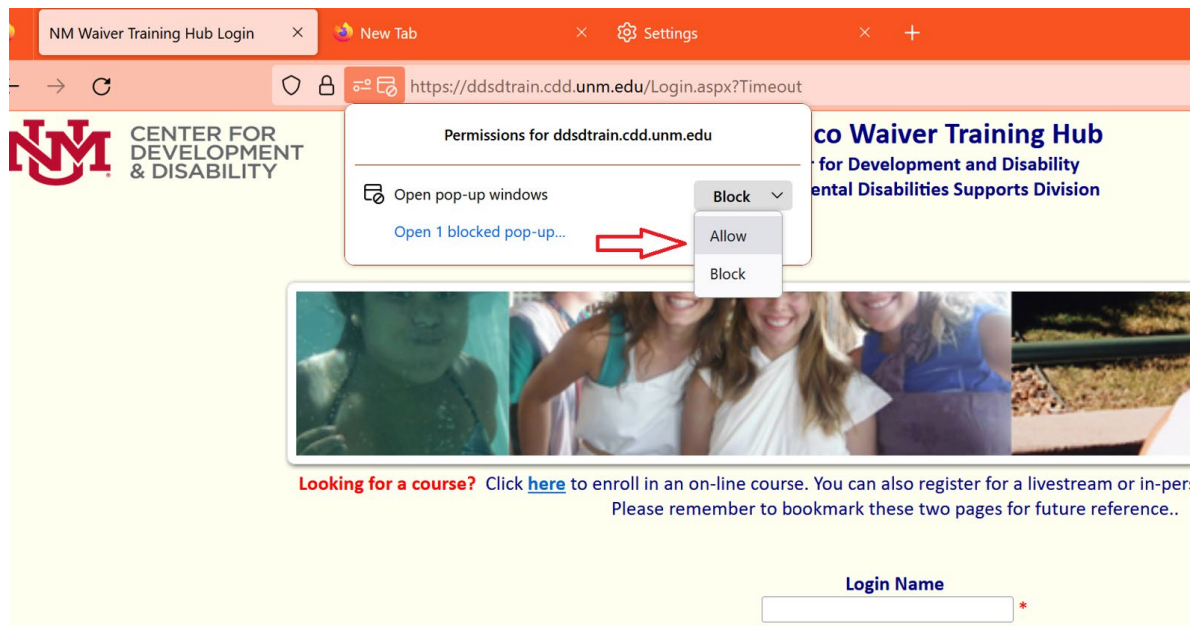 NM Waiver Training Hub Login
New Tab
Settings
https://ddsdtrain.cdd.unm.edu/Login.aspx?Timeout
NM
CENTER FOR
DEVELOPMENT
& DISABILITY
Permissions for ddsdtrain.cdd.unm.edu
Open pop-up windows
Block
Open 1 blocked pop-up...
Allow
Block
co Waiver Training Hub
for Development and Disability
ental Disabilities Supports Division
Looking for a course? Click here to enroll in an on-line course. You can also register for a livestream or in-per
Please remember to bookmark these two pages for future reference..
Login Name
*